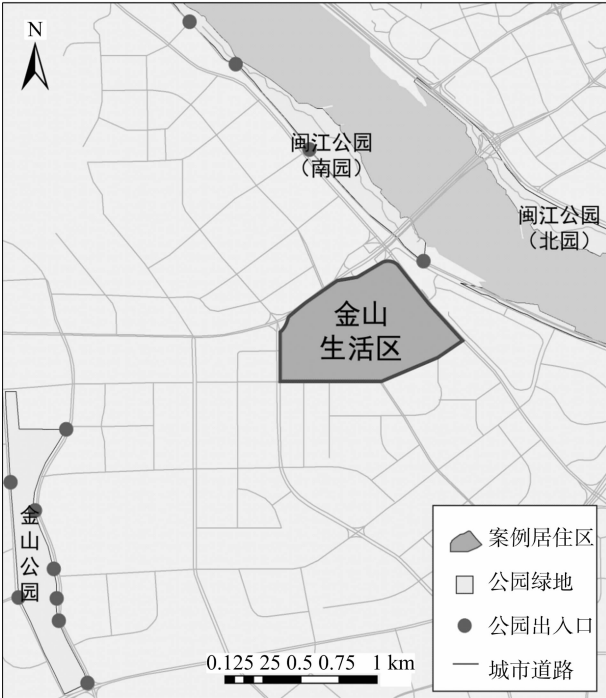 N
闽江公园
（南园）
闽江公园
（北园）
金山
生活区
金
山
公
园
案例居住区
公园绿地
公园出入口
城市道路
0.125 25 0.5 0.75 1 km